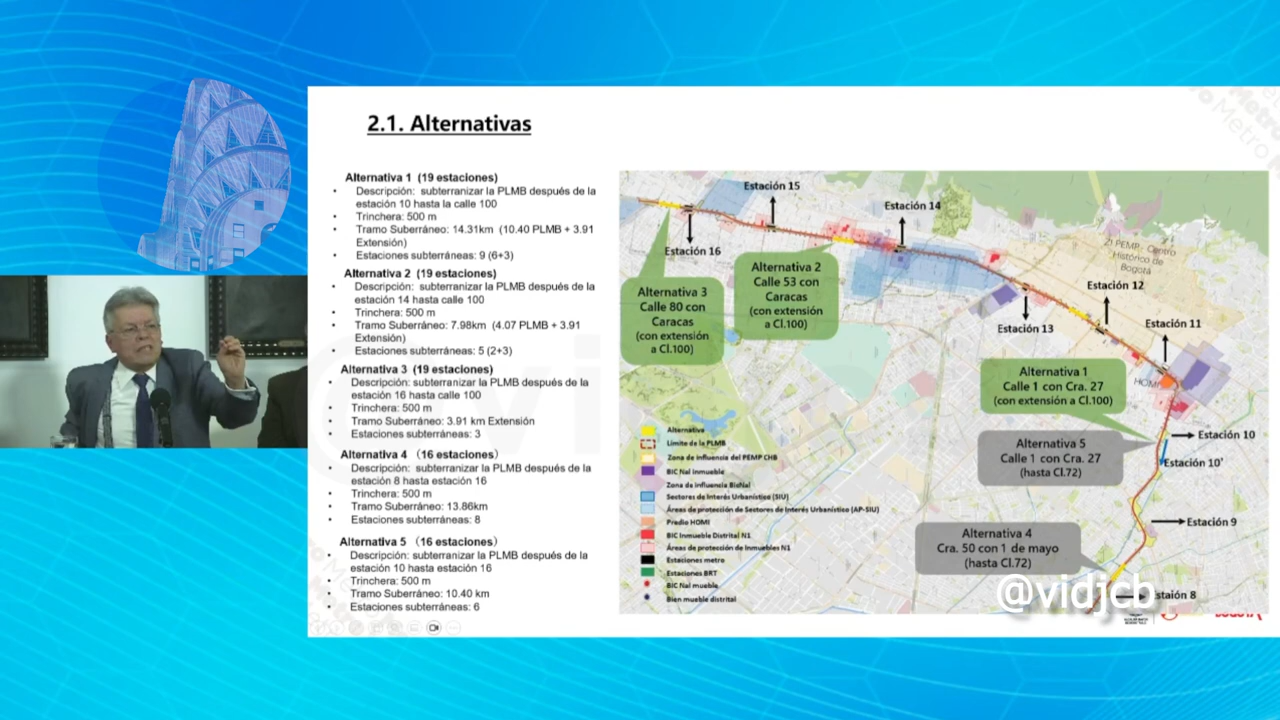 2.1. Alternativas
Alternativa 1 (19 estaciones)
• Descripción: subterranizar la PLMB después de la
estación 10 hasta la calle 100
• Trinchera: 500 m
• Tramo Subterráneo: 14.31km (10.40 PLMB + 3.91
Extensión)
• Estaciones subterráneas: 9 (6+3)
Alternativa 2 (19 estaciones)
• Descripción: subterranizar la PLMB después de la
estación 14 hasta calle 100
• Trinchera: 500 m
• Tramo Suberráneo: 7.98km (4.07 PLMB + 3.91
Extensión)
• Estaciones subterráneas: 5 (2+3)
Alternativa 3 (19 estaciones)
• Descripción: subterranizar la PLMB después de la
estación 16 hasta calle 100
• Trinchera: 500 m
• Tramo Suberráneo: 3.91 km Extensión
• Estaciones subterráneas: 3
Alternativa 4 (16 estaciones)
• Descripción: subterranizar la PLMB después de la
estación 8 hasta estación 16
• Trinchera: 500 m
• Tramo Suberráneo: 13.86km
• Estaciones subterráneas: 8
Alternativa 5 (16 estaciones)
• Descripción: subterranizar la PLMB después de la
estación 10 hasta estación 16
• Trinchera: 500 m
• Tramo Suberráneo: 10.40 km
• Estaciones subterráneas: 6
Estación 15
Estación 14
Estación 16
Alternativa 2
Calle 53 con
Caracas
(con extensión
a Cl.100)
Alternativa 3
Calle 80 con
Caracas
(con extensión
a Cl.100)
PEMP Centro
Histórico de
Bogotá
Estación 12
Estación 13
Estación 11
Alternativa 1
Calle 1 con Cra. 27
(con extensión a Cl.100)
HOMI
Estación 10
Alternativa 5
Calle 1 con Cra. 27
(hasta Cl.72)
Estación 10'
Estación 9
Alternativa 4
Cra. 50 con 1 de mayo
(hasta Cl.72)
Estaión 8
Alternativa
Límite de la PLMB
Zona de influencia del PEMP CHB
BIC Nal inmueble
Zona de influencia BicNal
Sectores de Interés Urbanístico (SIU)
Áreas de protección de Sectores de Interés Urbanístico (AP-SIU)
Predio HOMI
BIC Inmueble Distrital N1
Áreas de protección de Inmuebles N1
Estaciones metro
Estaciones BRT
BIC Nal mueble
Bien mueble distrital
@vidjcb
Metro